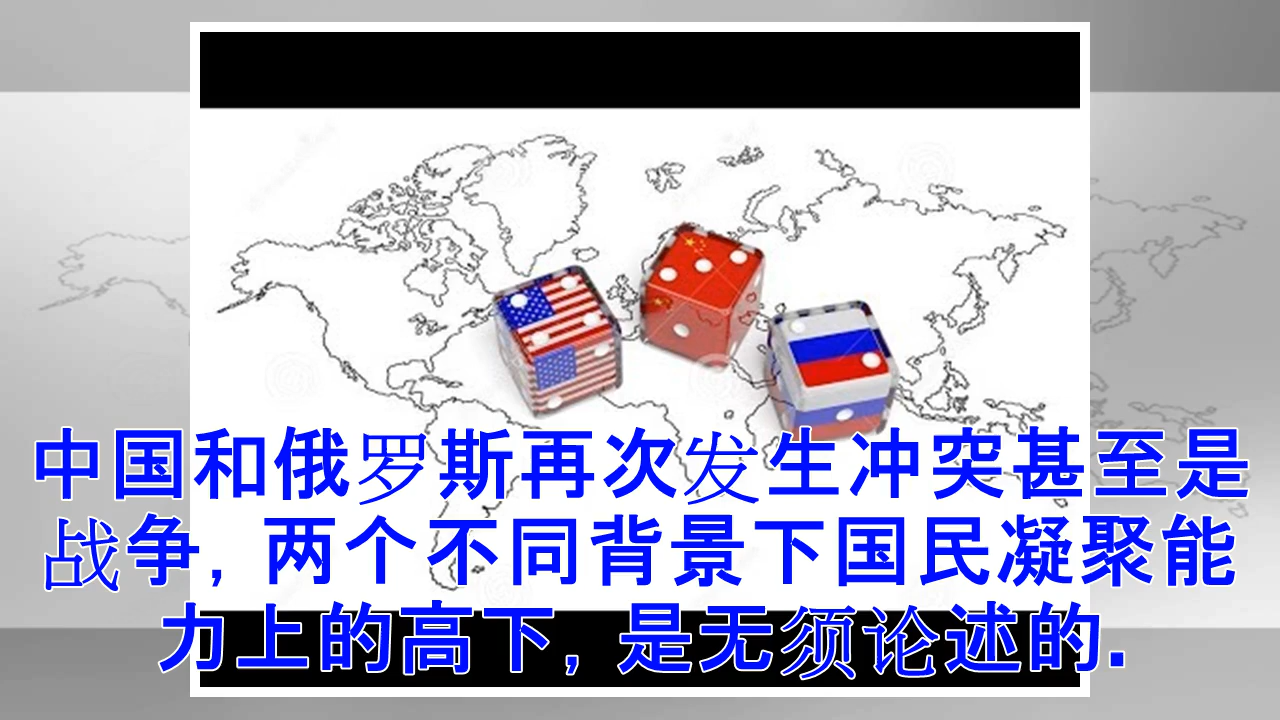 中国和俄罗斯再次发生冲突甚至是
战争, 两个不同背景下国民凝聚能
力上的高下, 是无须论述的.